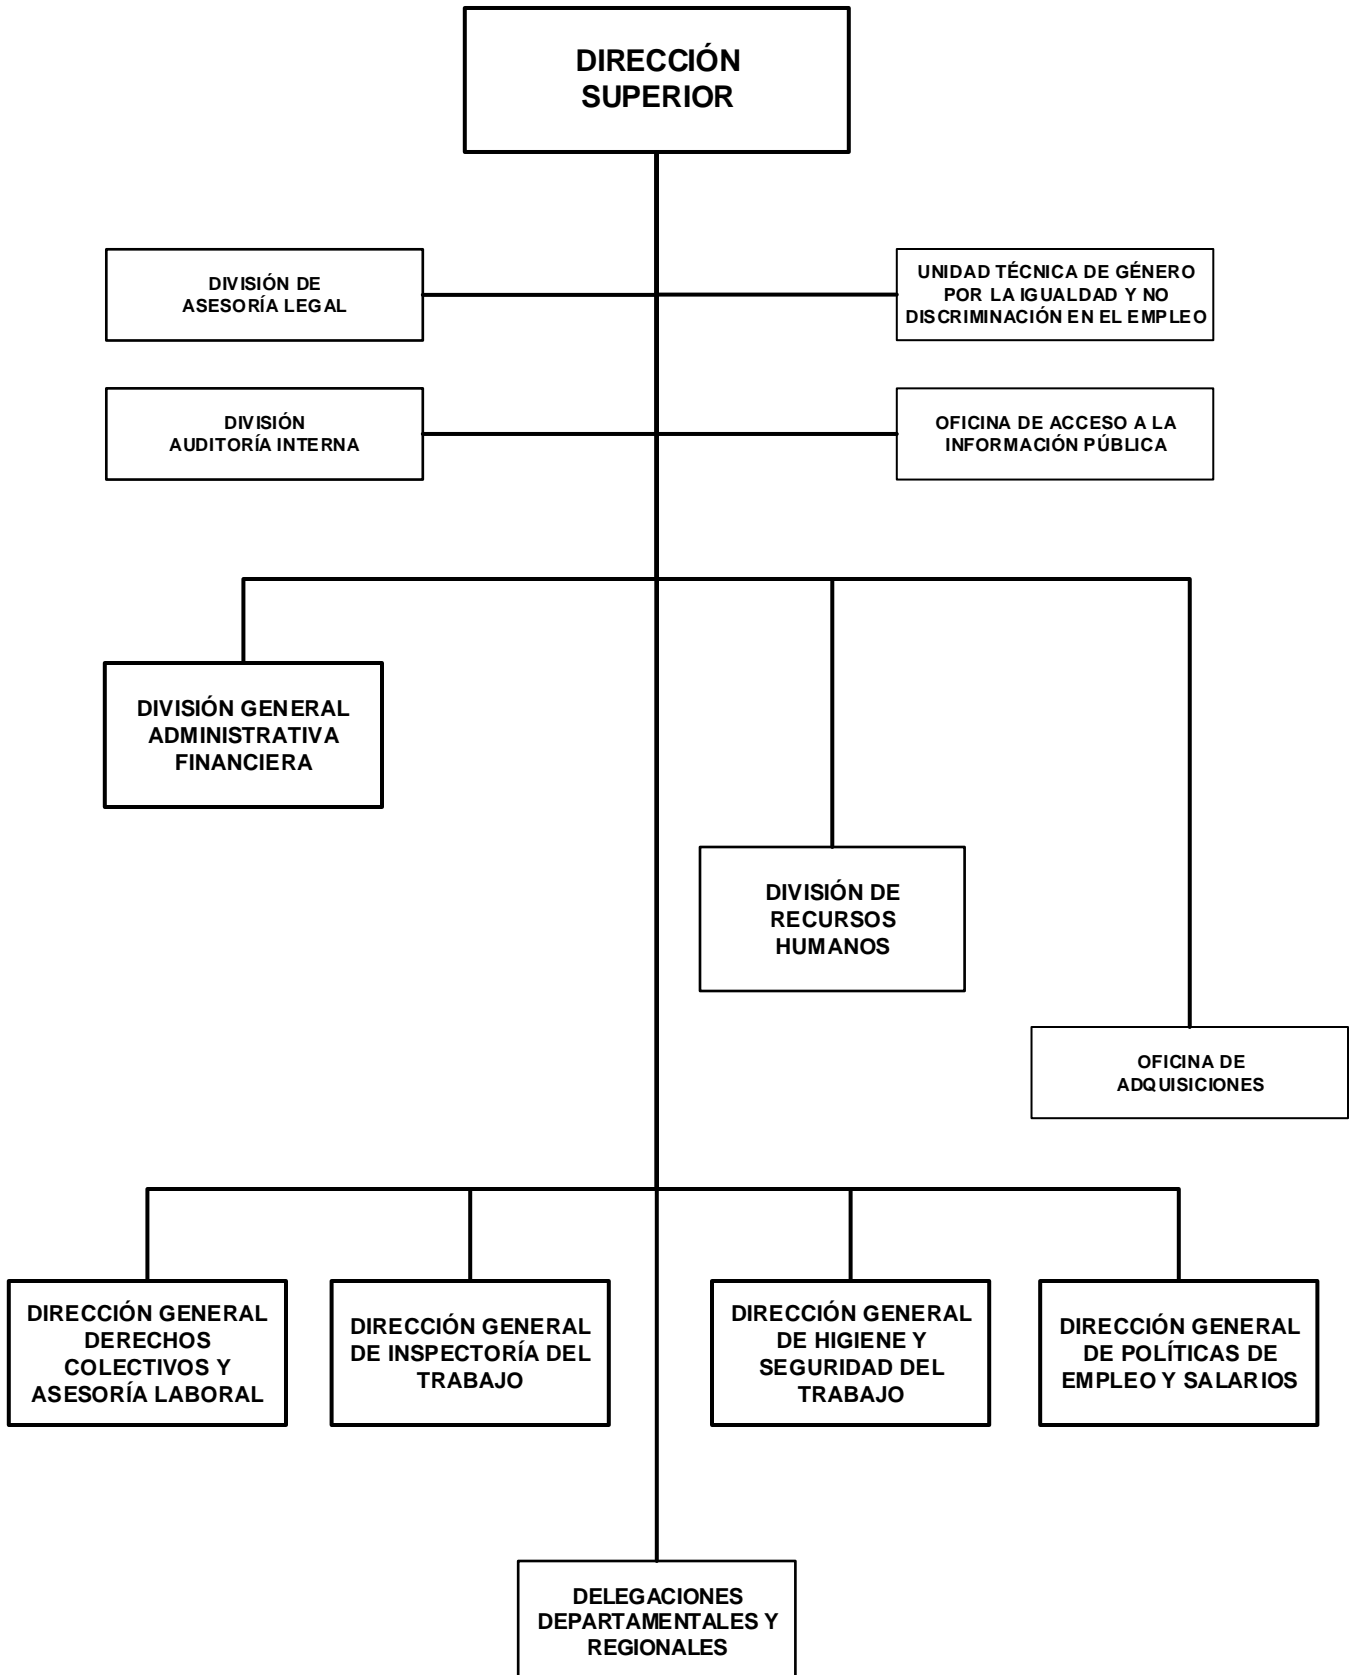 DIRECCIÓN
SUPERIOR
DIVISIÓN DE
ASESORÍA LEGAL
UNIDAD TÉCNICA DE GÉNERO
POR LA IGUALDAD Y NO
DISCRIMINACIÓN EN EL EMPLEO
DIVISIÓN
AUDITORÍA INTERNA
OFICINA DE ACCESO A LA
INFORMACIÓN PÚBLICA
DIVISIÓN GENERAL
ADMINISTRATIVA
FINANCIERA
DIVISIÓN DE
RECURSOS
HUMANOS
OFICINA DE
ADQUISICIONES
DIRECCIÓN GENERAL
DERECHOS
COLECTIVOS Y
ASESORÍA LABORAL
DIRECCIÓN GENERAL
DE INSPECTORÍA DEL
TRABAJO
DIRECCIÓN GENERAL
DE HIGIENE Y
SEGURIDAD DEL
TRABAJO
DIRECCIÓN GENERAL
DE POLÍTICAS DE
EMPLEO Y SALARIOS
DELEGACIONES
DEPARTAMENTALES Y
REGIONALES